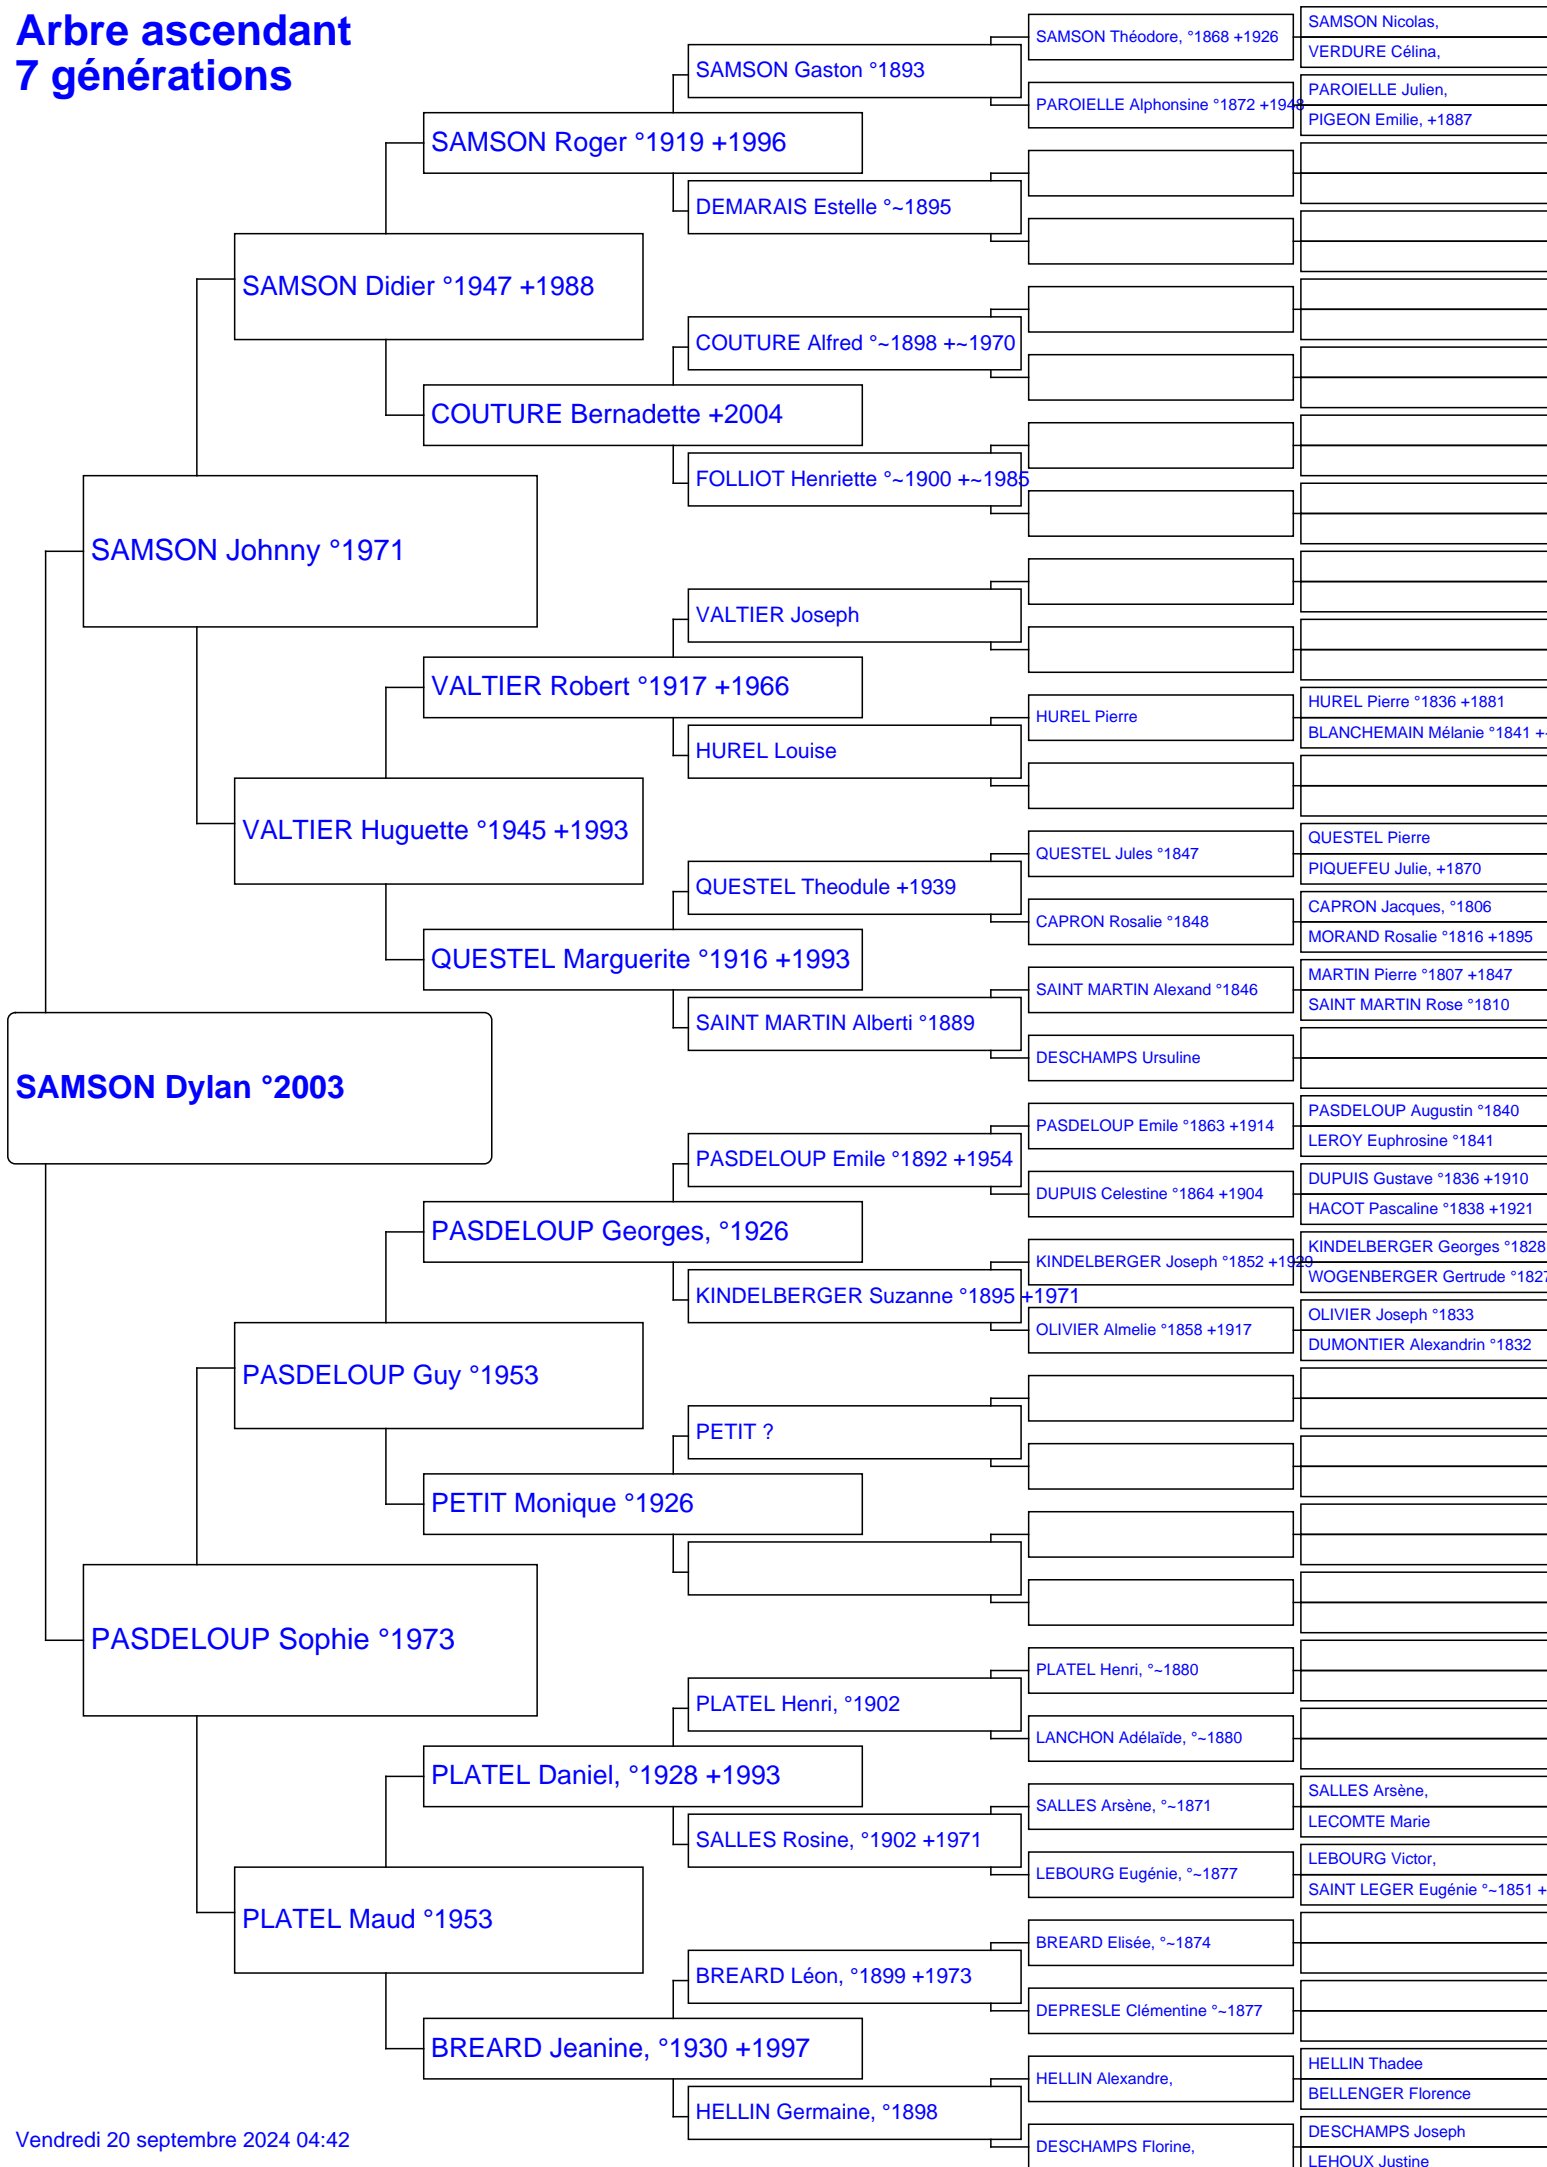 Arbre ascendant
7 générations
SAMSON Dylan °2003
SAMSON Johnny °1971
PASDELOUP Sophie °1973
SAMSON Didier °1947 +1988
VALTIER Huguette °1945 +1993
PASDELOUP Guy °1953
PLATEL Maud °1953
SAMSON Roger °1919 +1996
COUTURE Bernadette +2004
VALTIER Robert °1917 +1966
QUESTEL Marguerite °1916 +1993
PASDELOUP Georges, °1926
PETIT Monique °1926
PLATEL Daniel, °1928 +1993
BREARD Jeanine, °1930 +1997
SAMSON Gaston °1893
DEMARAIS Estelle °~1895
COUTURE Alfred °~1898 +~1970
FOLLIOT Henriette °~1900 +~1985
VALTIER Joseph
HUREL Louise
QUESTEL Theodule +1939
SAINT MARTIN Alberti °1889
PASDELOUP Emile °1892 +1954
KINDELBERGER Suzanne °1895 +1971
PETIT ?
PLATEL Henri, °1902
SALLES Rosine, °1902 +1971
BREARD Léon, °1899 +1973
HELLIN Germaine, °1898
SAMSON Théodore, °1868 +1926
PAROIELLE Alphonsine °1872 +1948
HUREL Pierre
QUESTEL Jules °1847
CAPRON Rosalie °1848
SAINT MARTIN Alexand °1846
DESCHAMPS Ursuline
PASDELOUP Emile °1863 +1914
DUPUIS Celestine °1864 +1904
KINDELBERGER Joseph °1852 +1929
OLIVIER Almelie °1858 +1917
PLATEL Henri, °~1880
LANCHON Adélaïde, °~1880
SALLES Arsène, °~1871
LEBOURG Eugénie, °~1877
BREARD Elisée, °~1874
DEPRESLE Clémentine °~1877
HELLIN Alexandre,
DESCHAMPS Florine,
SAMSON Nicolas,
VERDURE Célina,
PAROIELLE Julien,
PIGEON Emilie, +1887
HUREL Pierre °1836 +1881
BLANCHEMAIN Mélanie °1841 +
QUESTEL Pierre
PIQUEFEU Julie, +1870
CAPRON Jacques, °1806
MORAND Rosalie °1816 +1895
MARTIN Pierre °1807 +1847
SAINT MARTIN Rose °1810
PASDELOUP Augustin °1840
LEROY Euphrosine °1841
DUPUIS Gustave °1836 +1910
HACOT Pascaline °1838 +1921
KINDELBERGER Georges °1828
WOGENBERGER Gertrude °1827
OLIVIER Joseph °1833
DUMONTIER Alexandrin °1832
SALLES Arsène,
LECOMTE Marie
LEBOURG Victor,
SAINT LEGER Eugénie °~1851 +
HELLIN Thadee
BELLENGER Florence
DESCHAMPS Joseph
LEHOUX Justine
Vendredi 20 septembre 2024 04:42